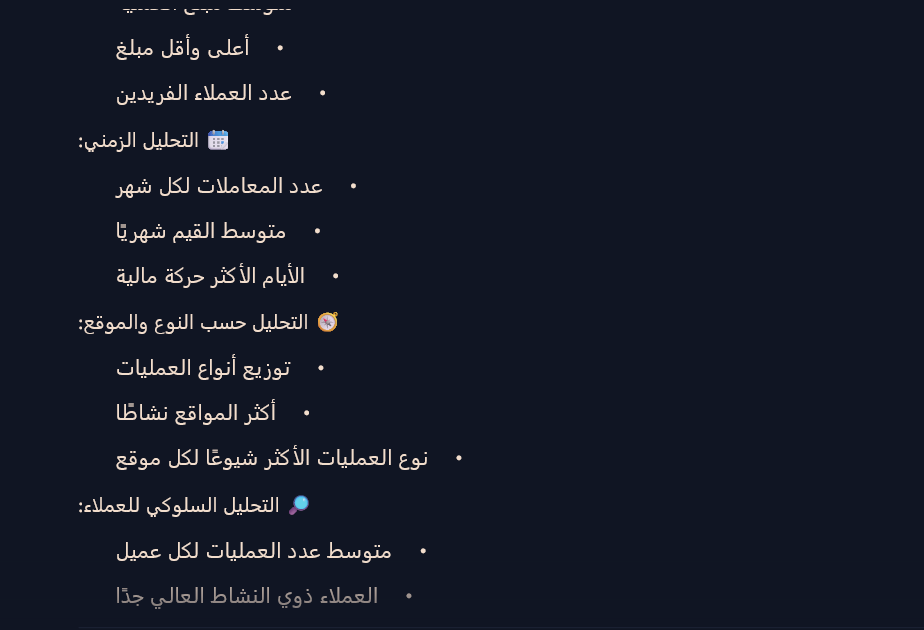 • أعلى وأقل مبلغ
• عدد العملاء الفريدين
📅 التحليل الزمني:
• عدد المعاملات لكل شهر
• متوسط القيم شهريًا
• الأيام الأكثر حركة مالية
🧭 التحليل حسب النوع والموقع:
• توزيع أنواع العمليات
• أكثر المواقع نشاطًا
• نوع العمليات الأكثر شيوعًا لكل موقع
🔎 التحليل السلوكي للعملاء:
• متوسط عدد العمليات لكل عميل
• العملاء ذوي النشاط العالي جدًا